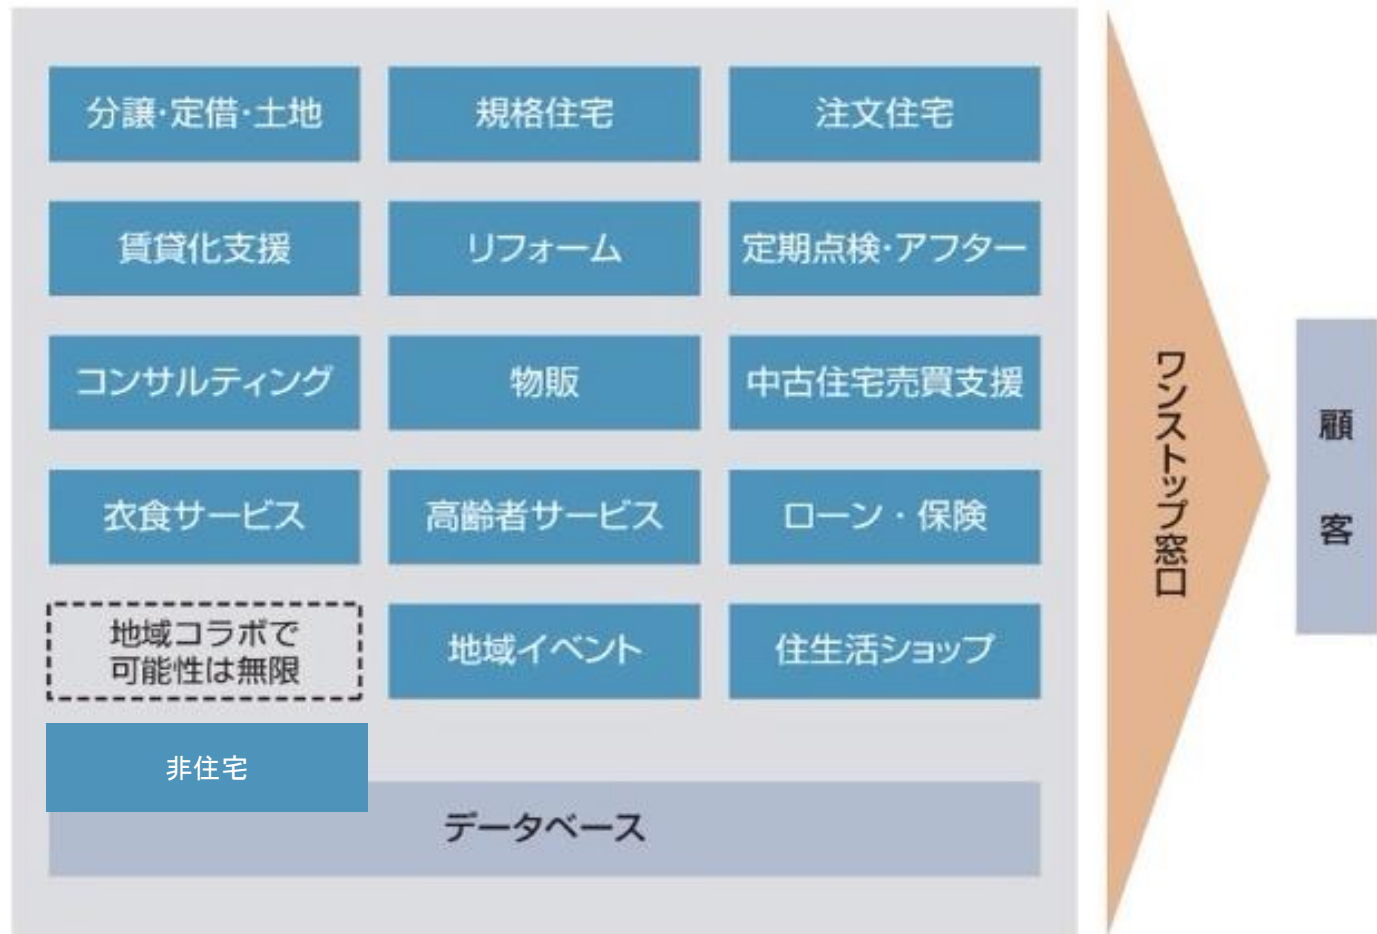 分譲･定借･土地
規格住宅
注文住宅
賃貸化支援
リフォーム
定期点検･アフター
コンサルティング
物販
中古住宅売買支援
衣食サービス
高齢者サービス
ローン・保険
地域コラボで
可能性は無限
地域イベント
住生活ショップ
非住宅
データベース
ワンストップ窓口
顧客